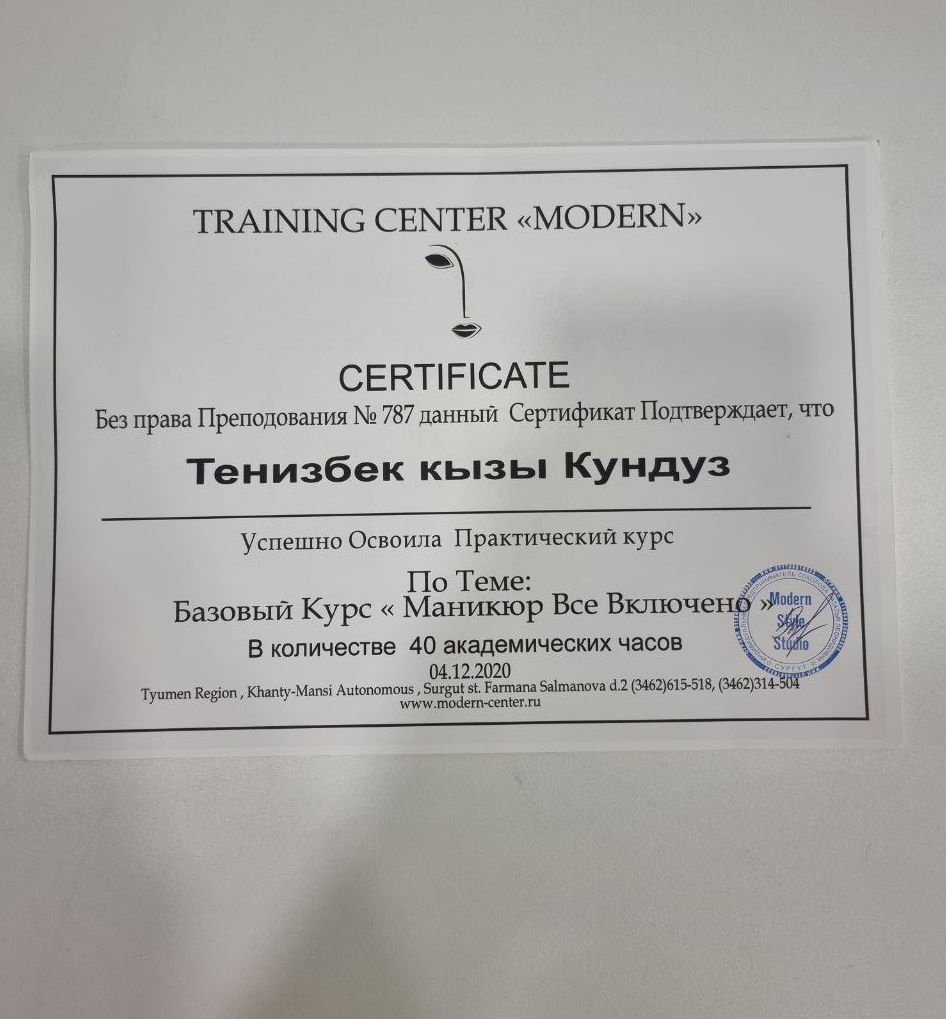 TRAINING CENTER «MODERN»
CERTIFICATE
Без права Преподования № 787 данный Сертификат Подтверждает, что
Тенизбек кызы Кундуз
Успешно Освоила Практический курс
По Теме:
Базовый Курс « Маникюр Все Включено »
Modern
Style
Studio
В количестве 40 академических часов
04.12.2020
Tyumen Region , Khanty-Mansi Autonomous , Surgut st. Farmana Salmanova d.2 (3462)615-518, (3462)314-504
www.modern-center.ru